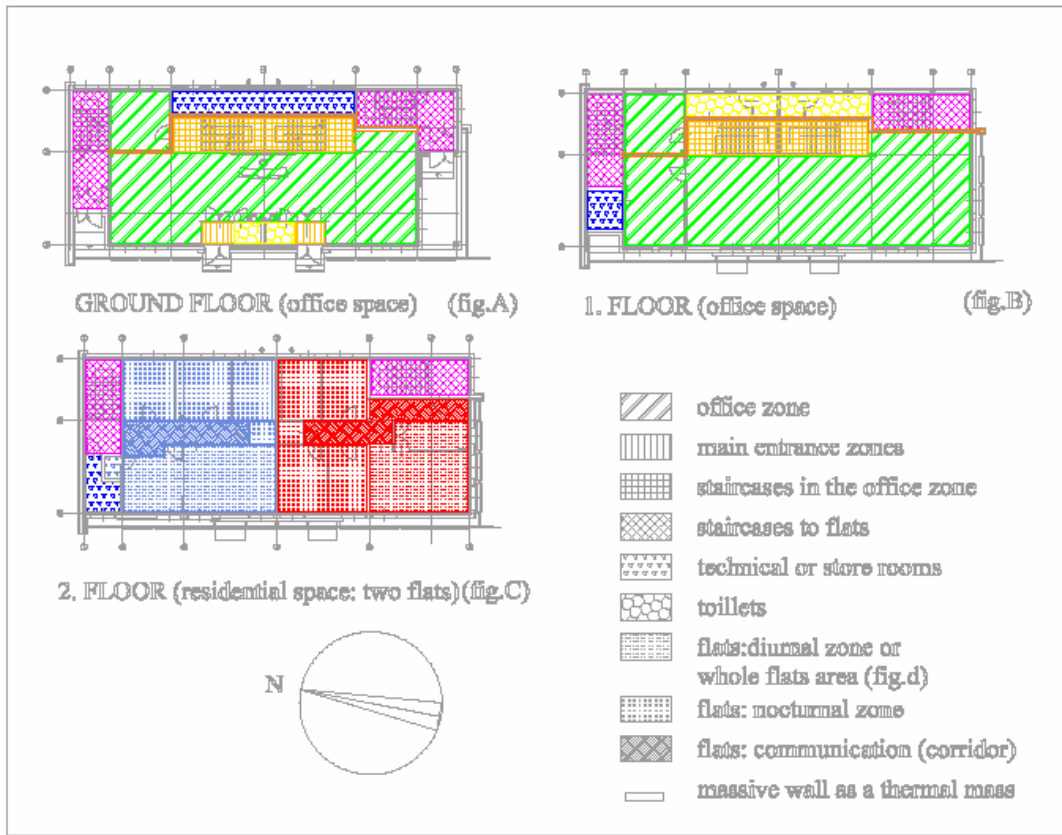 GROUND FLOOR (office space) (fig.A)
1. FLOOR (office space) (fig.B)
2. FLOOR (residential space: two flats)(fig.C)
N
office zone
main entrance zones
staircases in the office zone
staircases to flats
technical or store rooms
toillets
flats:diurnal zone or
whole flats area (fig.d)
flats: nocturnal zone
flats: communication (corridor)
massive wall as a thermal mass